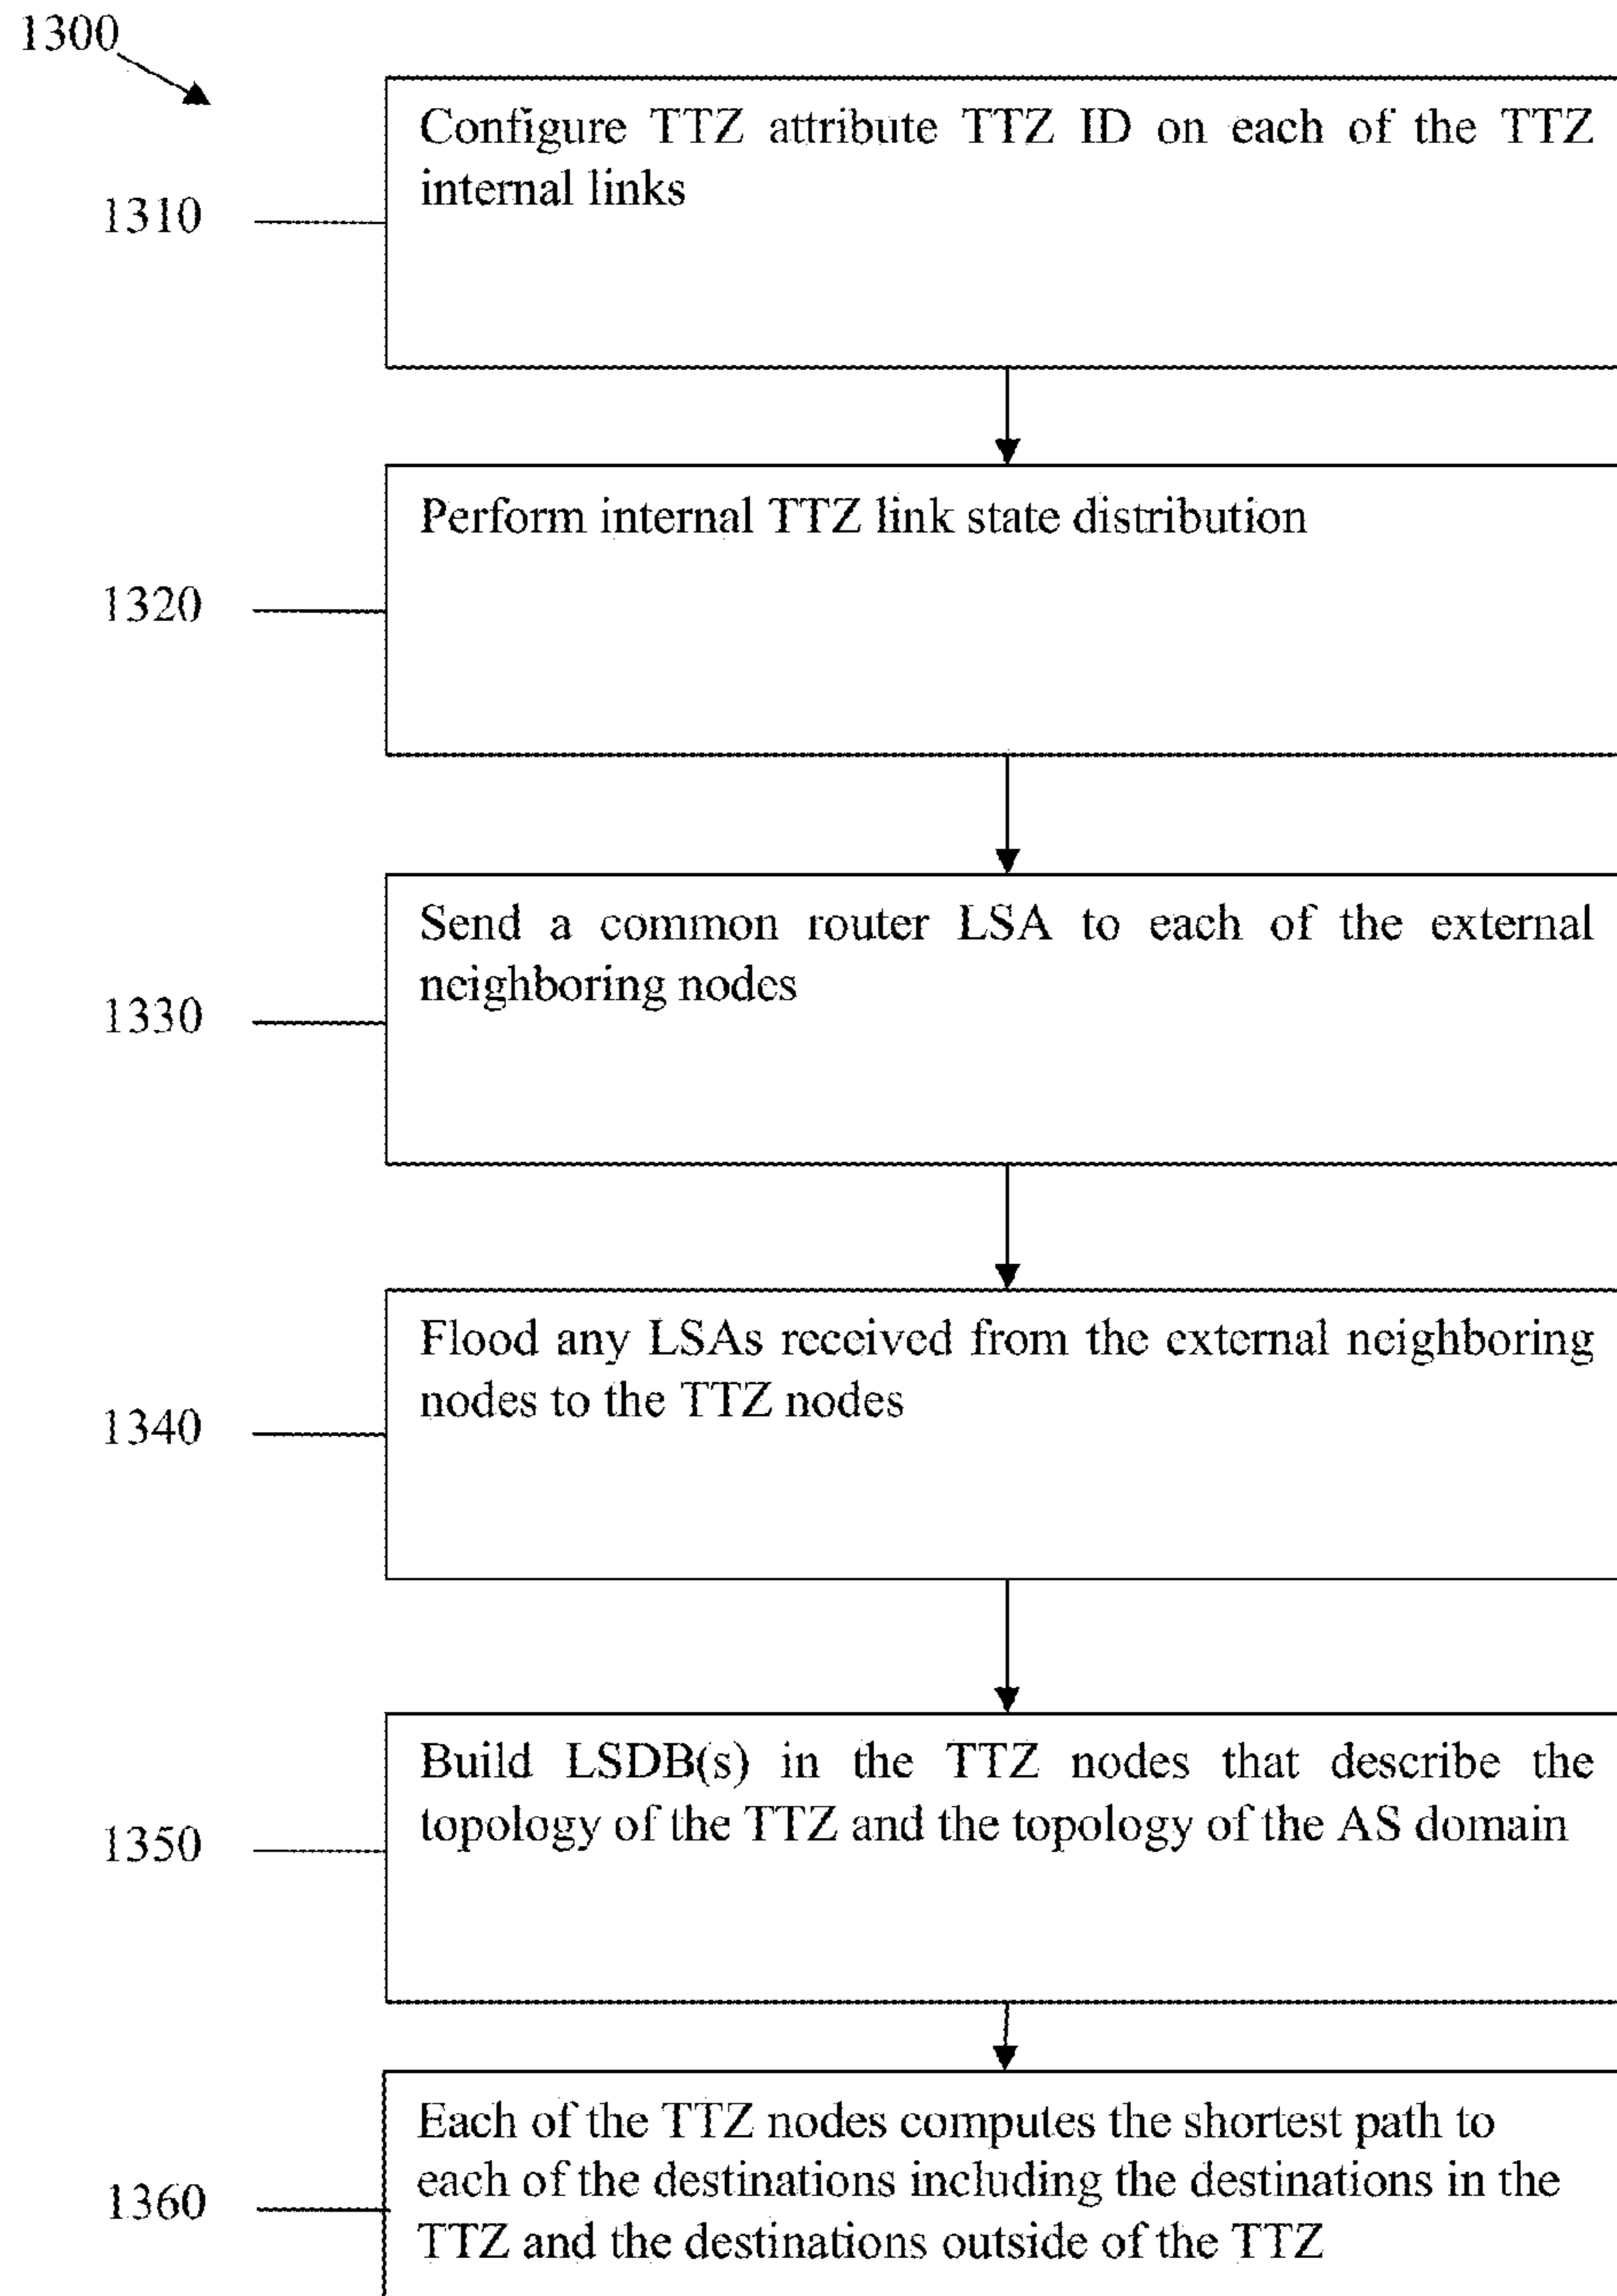 1300
Configure TTZ attribute TTZ ID on each of the TTZ
internal links
1310
Perform internal TTZ link state distribution
1320
Send a common router LSA to each of the external
neighboring nodes
1330
Flood any LSAs received from the external neighboring
nodes to the TTZ nodes
1340
Build LSDB(s) in the TTZ nodes that describe the
topology of the TTZ and the topology of the AS domain
1350
Each of the TTZ nodes computes the shortest path to
each of the destinations including the destinations in the
TTZ and the destinations outside of the TTZ
1360